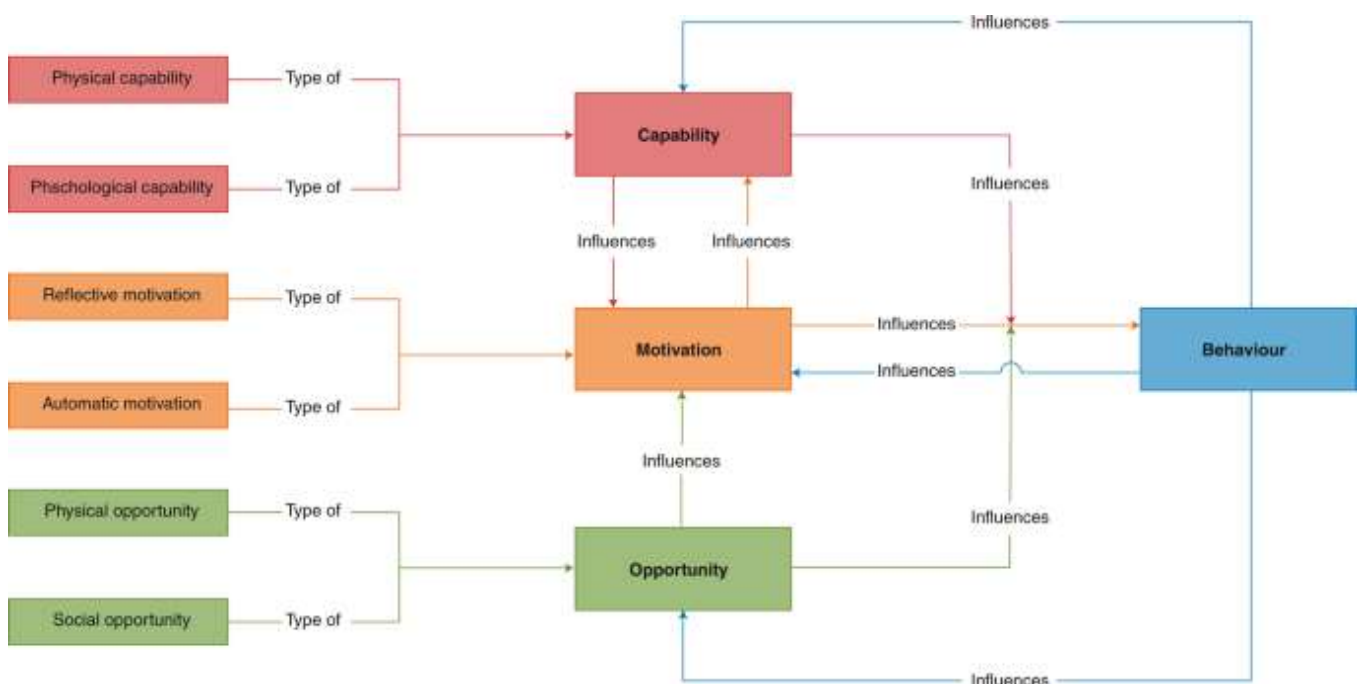 Influences
Physical capability
Type of
Capability
Phschological capability
Type of
Influences
Influences
Influences
Reflective motivation
Type of
Motivation
Influences
Behaviour
Influences
Automatic motivation
Type of
Influences
Physical opportunity
Type of
Influences
Opportunity
Social opportunity
Type of
Influences